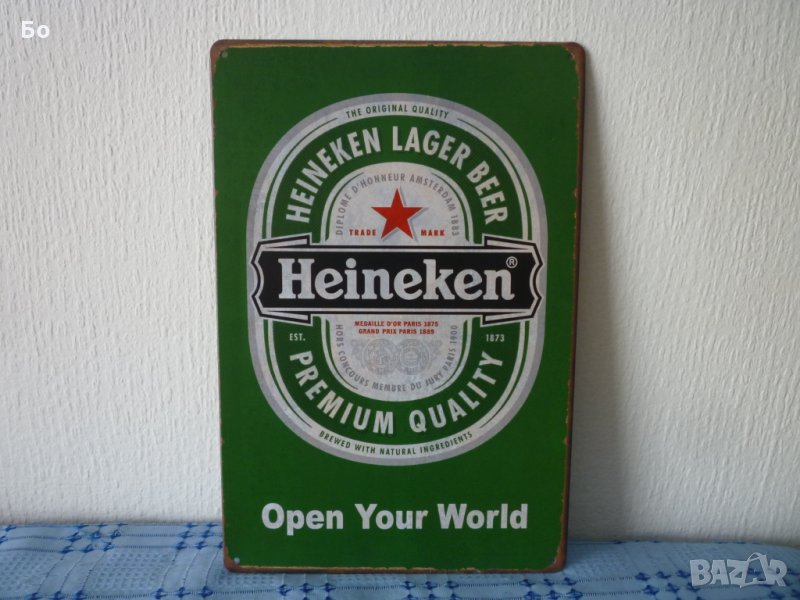 Бо
THE ORIGINAL QUALITY
HEINEKEN LAGER BEER
DIPLOME D'HONNEUR AMSTERDAM 1883
TRADE MARK
Heineken®
MEDAILLE D'OR PARIS 1875
GRAND PRIX PARIS 1889
EST. 1873
HORS CONCOURS MEMBRE DU JURY PARIS 1900
PREMIUM QUALITY
BREWED WITH NATURAL INGREDIENTS
Open Your World
BAZAR